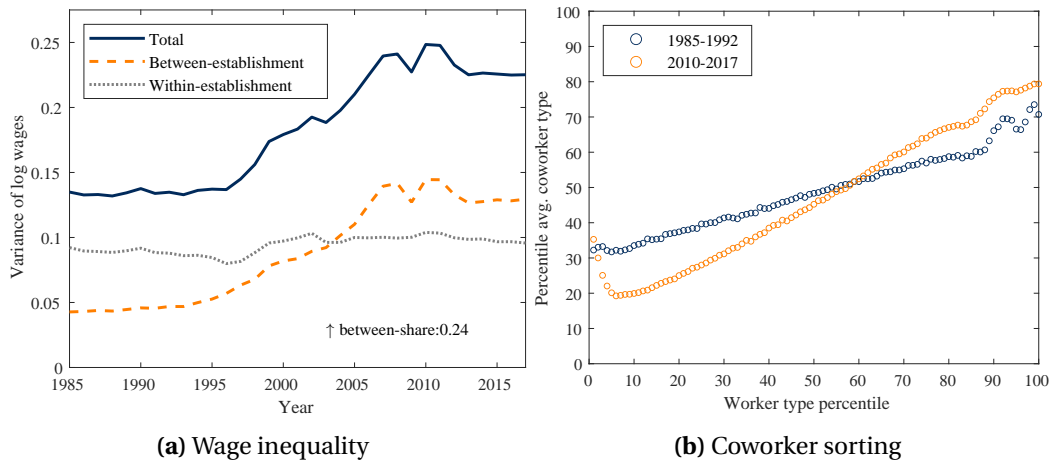 0.25
0.2
0.15
0.1
0.05
0
Variance of log wages
Total
Between-establishment
Within-establishment
↑ between-share:0.24
1985 1990 1995 2000 2005 2010 2015
Year
(a) Wage inequality
100
90
80
70
60
50
40
30
20
10
0
Percentile avg. coworker type
1985-1992
2010-2017
0 10 20 30 40 50 60 70 80 90 100
Worker type percentile
(b) Coworker sorting